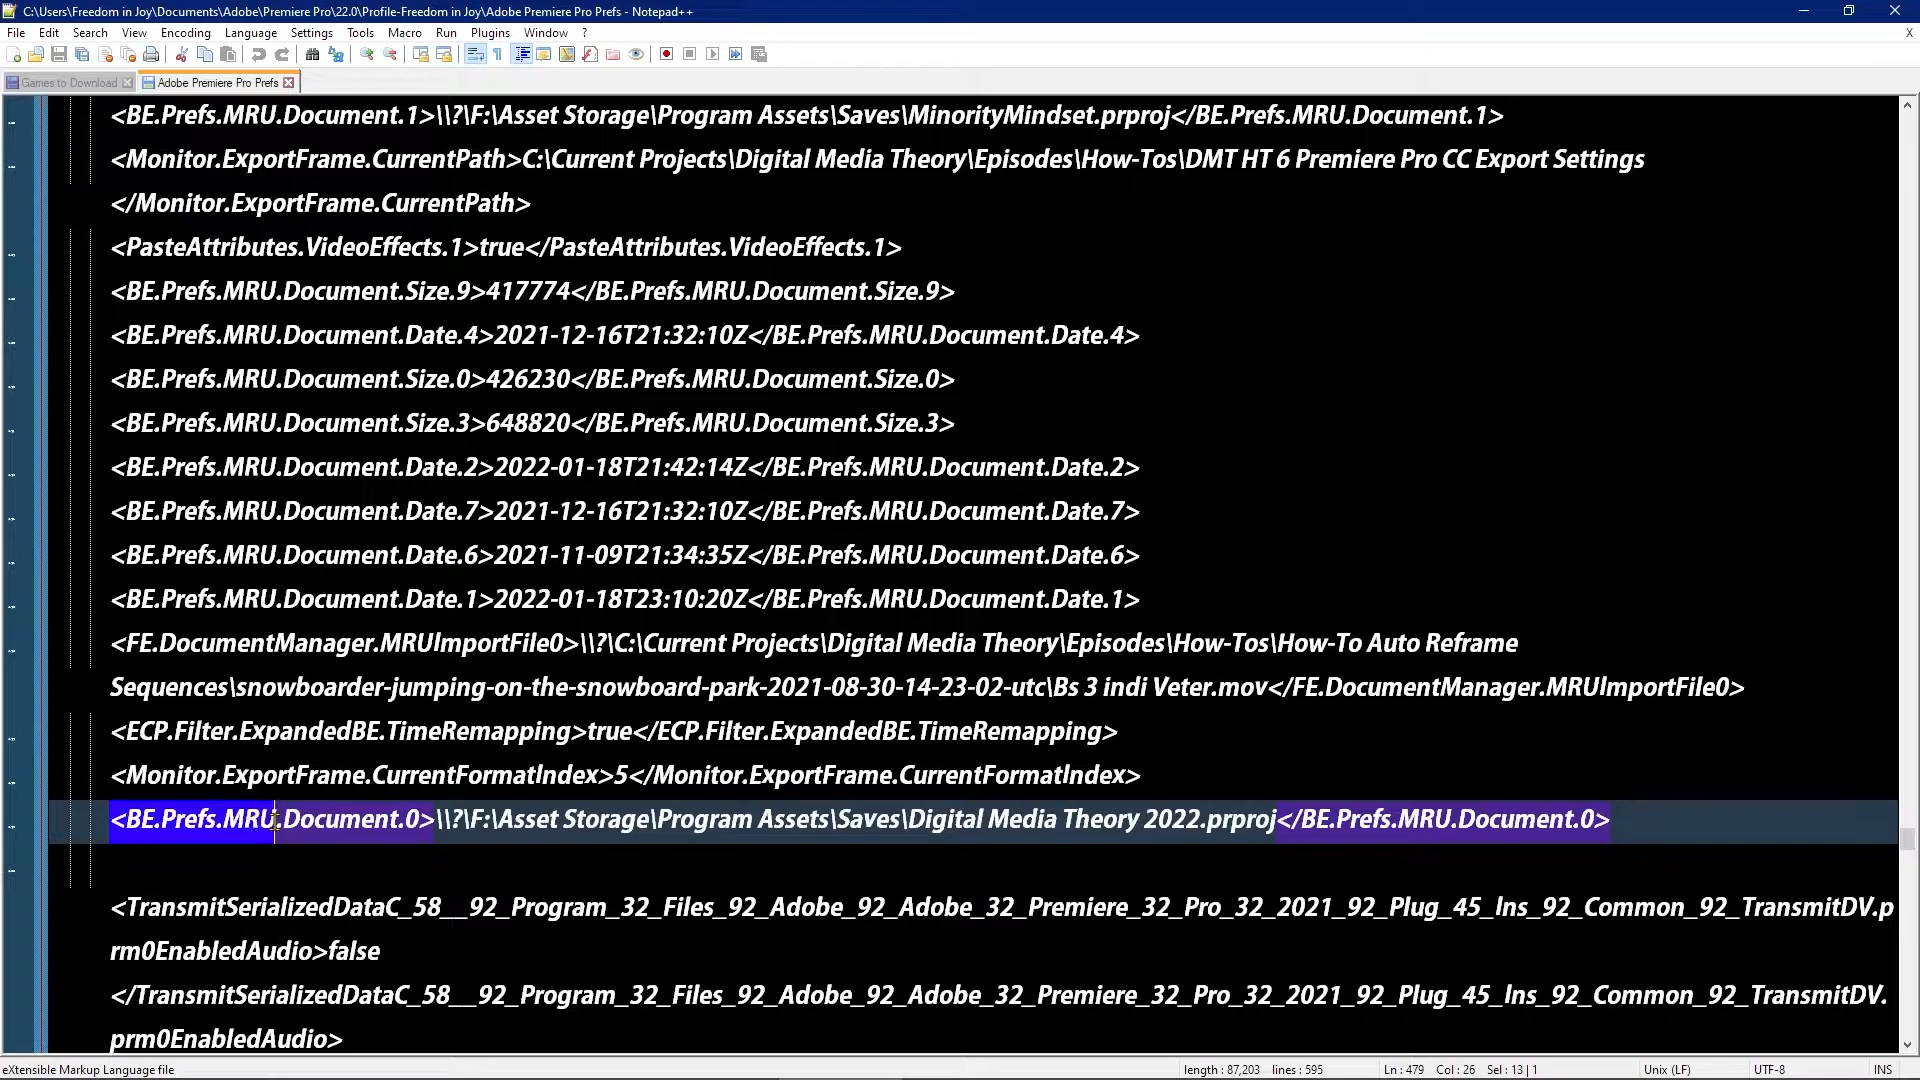 C:\Users\Freedom in Joy\Documents\Adobe\Premiere Pro\22.0\Profile-Freedom in Joy\Adobe Premiere Pro Prefs - Notepad++
File Edit Search View Encoding Language Settings Tools Macro Run Plugins Window ? X
Games to Download Adobe Premiere Pro Prefs
<BE.Prefs.MRU.Document.1>\\?\F:\Asset Storage\Program Assets\Saves\MinorityMindset.prproj</BE.Prefs.MRU.Document.1>
<Monitor.ExportFrame.CurrentPath>C:\Current Projects\Digital Media Theory\Episodes\How-Tos\DMT HT 6 Premiere Pro CC Export Settings
</Monitor.ExportFrame.CurrentPath>
<PasteAttributes.VideoEffects.1>true</PasteAttributes.VideoEffects.1>
<BE.Prefs.MRU.Document.Size.9>417774</BE.Prefs.MRU.Document.Size.9>
<BE.Prefs.MRU.Document.Date.4>2021-12-16T21:32:10Z</BE.Prefs.MRU.Document.Date.4>
<BE.Prefs.MRU.Document.Size.0>426230</BE.Prefs.MRU.Document.Size.0>
<BE.Prefs.MRU.Document.Size.3>648820</BE.Prefs.MRU.Document.Size.3>
<BE.Prefs.MRU.Document.Date.2>2022-01-18T21:42:14Z</BE.Prefs.MRU.Document.Date.2>
<BE.Prefs.MRU.Document.Date.7>2021-12-16T21:32:10Z</BE.Prefs.MRU.Document.Date.7>
<BE.Prefs.MRU.Document.Date.6>2021-11-09T21:34:35Z</BE.Prefs.MRU.Document.Date.6>
<BE.Prefs.MRU.Document.Date.1>2022-01-18T23:10:20Z</BE.Prefs.MRU.Document.Date.1>
<FE.DocumentManager.MRUImportFile0>\\?\C:\Current Projects\Digital Media Theory\Episodes\How-Tos\How-To Auto Reframe
Sequences\snowboarder-jumping-on-the-snowboard-park-2021-08-30-14-23-02-utc\Bs 3 indi Veter.mov</FE.DocumentManager.MRUImportFile0>
<ECP.Filter.ExpandedBE.TimeRemapping>true</ECP.Filter.ExpandedBE.TimeRemapping>
<Monitor.ExportFrame.CurrentFormatIndex>5</Monitor.ExportFrame.CurrentFormatIndex>
<BE.Prefs.MRU.Document.0>\\?\F:\Asset Storage\Program Assets\Saves\Digital Media Theory 2022.prproj</BE.Prefs.MRU.Document.0>
<TransmitSerializedDataC_58__92_Program_32_Files_92_Adobe_92_Adobe_32_Premiere_32_Pro_32_2021_92_Plug_45_Ins_92_Common_92_TransmitDV.p
rm0EnabledAudio>false
</TransmitSerializedDataC_58__92_Program_32_Files_92_Adobe_92_Adobe_32_Premiere_32_Pro_32_2021_92_Plug_45_Ins_92_Common_92_TransmitDV.
prm0EnabledAudio>
eXtensible Markup Language file length : 87,203 lines : 595 Ln : 479 Col : 26 Sel : 13 | 1 Unix (LF) UTF-8 INS